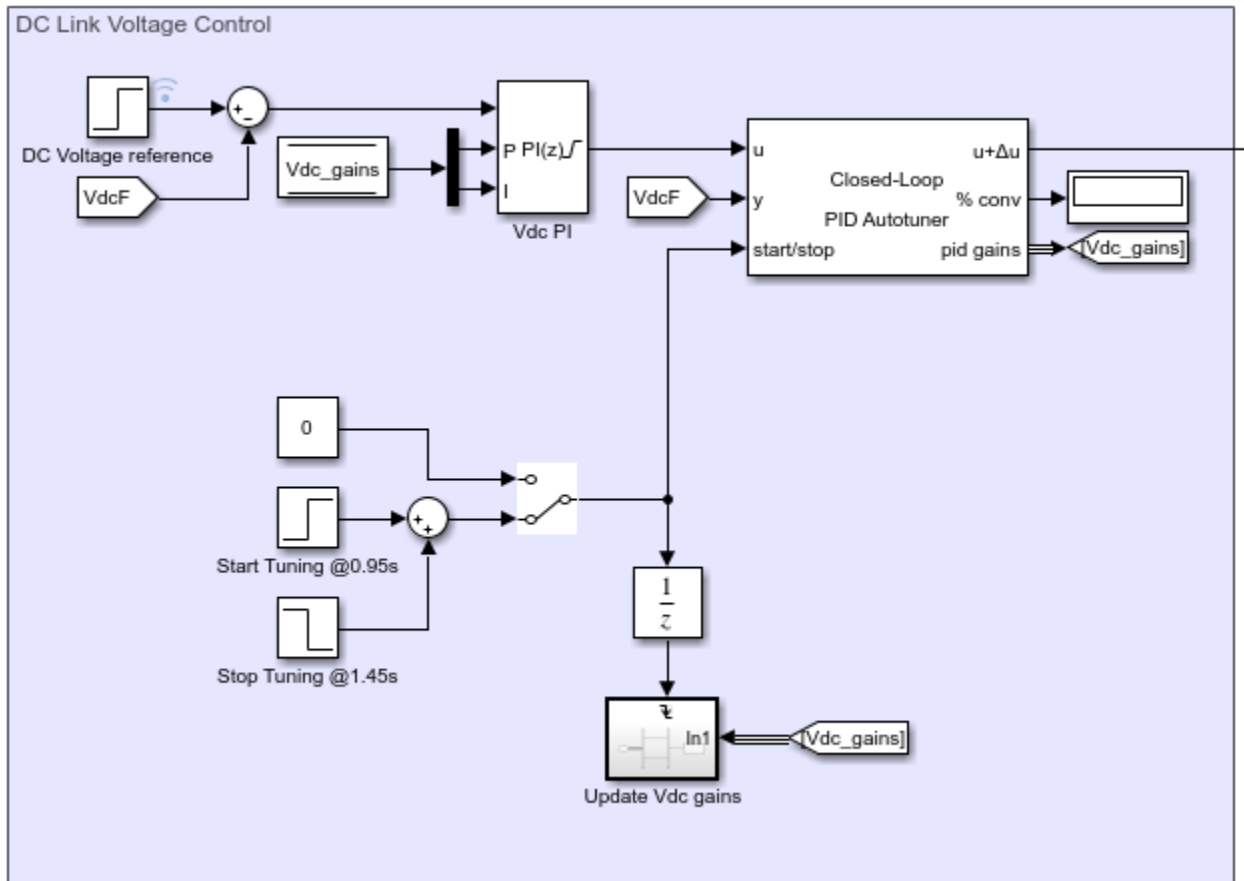 DC Link Voltage Control
+
−
DC Voltage reference
VdcF
Vdc_gains
P PI(z)
I
Vdc PI
VdcF
u
y
start/stop
Closed-Loop
PID Autotuner
u+Δu
% conv
pid gains
[Vdc_gains]
0
+
+
Start Tuning @0.95s
Stop Tuning @1.45s
1
z
In1
[Vdc_gains]
Update Vdc gains